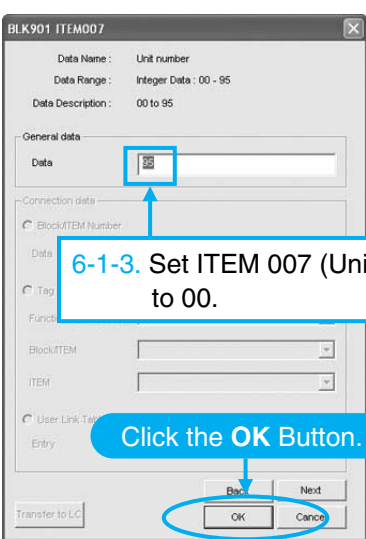 BLK901 ITEM007
Data Name : Unit number
Data Range : Integer Data : 00 - 95
Data Description : 00 to 95
General data
Data 95
Connection data
Block/ITEM Number
Data
6-1-3. Set ITEM 007 (Uni
to 00.
Tag
Functi
Block/ITEM
ITEM
User Link Tab
Entry
Click the OK Button.
Back Next
Transfer to LC OK Cancel